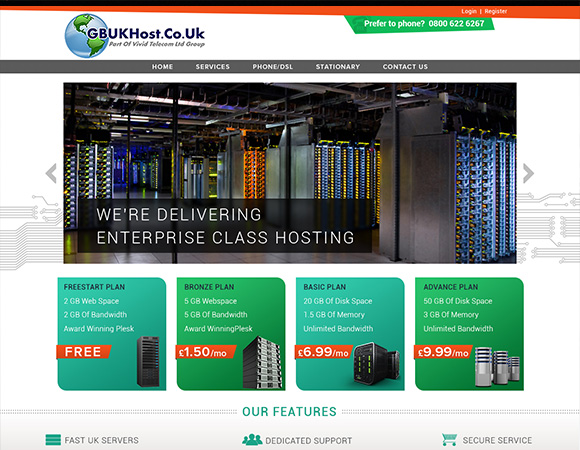 Login | Register
Prefer to phone? 0800 622 6267
GBUKHost.Co.Uk
Part Of Vivid Telecom Ltd Group
HOME SERVICES PHONE/DSL STATIONARY CONTACT US
WE'RE DELIVERING
ENTERPRISE CLASS HOSTING
FREESTART PLAN
2 GB Web Space
2 GB Of Bandwidth
Award Winning Plesk
FREE
BRONZE PLAN
5 GB Webspace
5 GB Of Bandwidth
Award WinningPlesk
£1.50/mo
BASIC PLAN
20 GB Of Disk Space
1.5 GB Of Memory
Unlimited Bandwidth
£6.99/mo
ADVANCE PLAN
50 GB Of Disk Space
3 GB Of Memory
Unlimited Bandwidth
£9.99/mo
OUR FEATURES
FAST UK SERVERS
DEDICATED SUPPORT
SECURE SERVICE